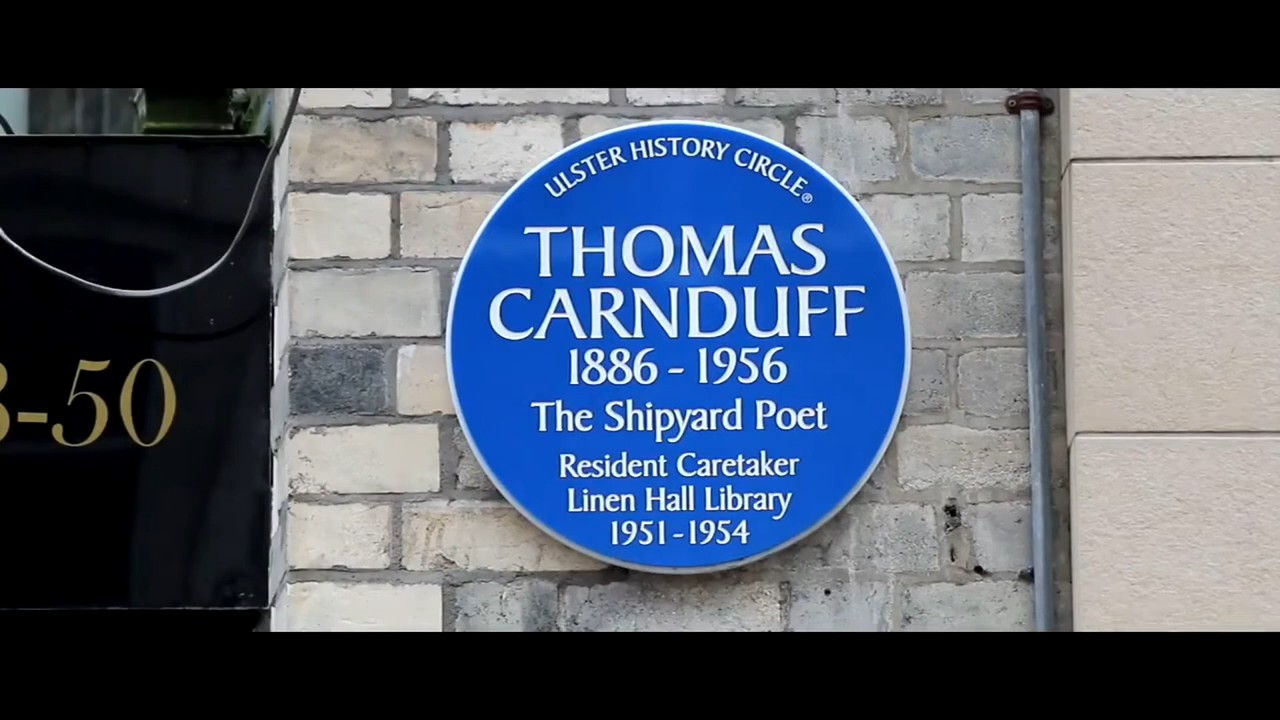 ULSTER HISTORY CIRCLE®
THOMAS
CARNDUFF
1886 - 1956
The Shipyard Poet
Resident Caretaker
Linen Hall Library
1951-1954
-50